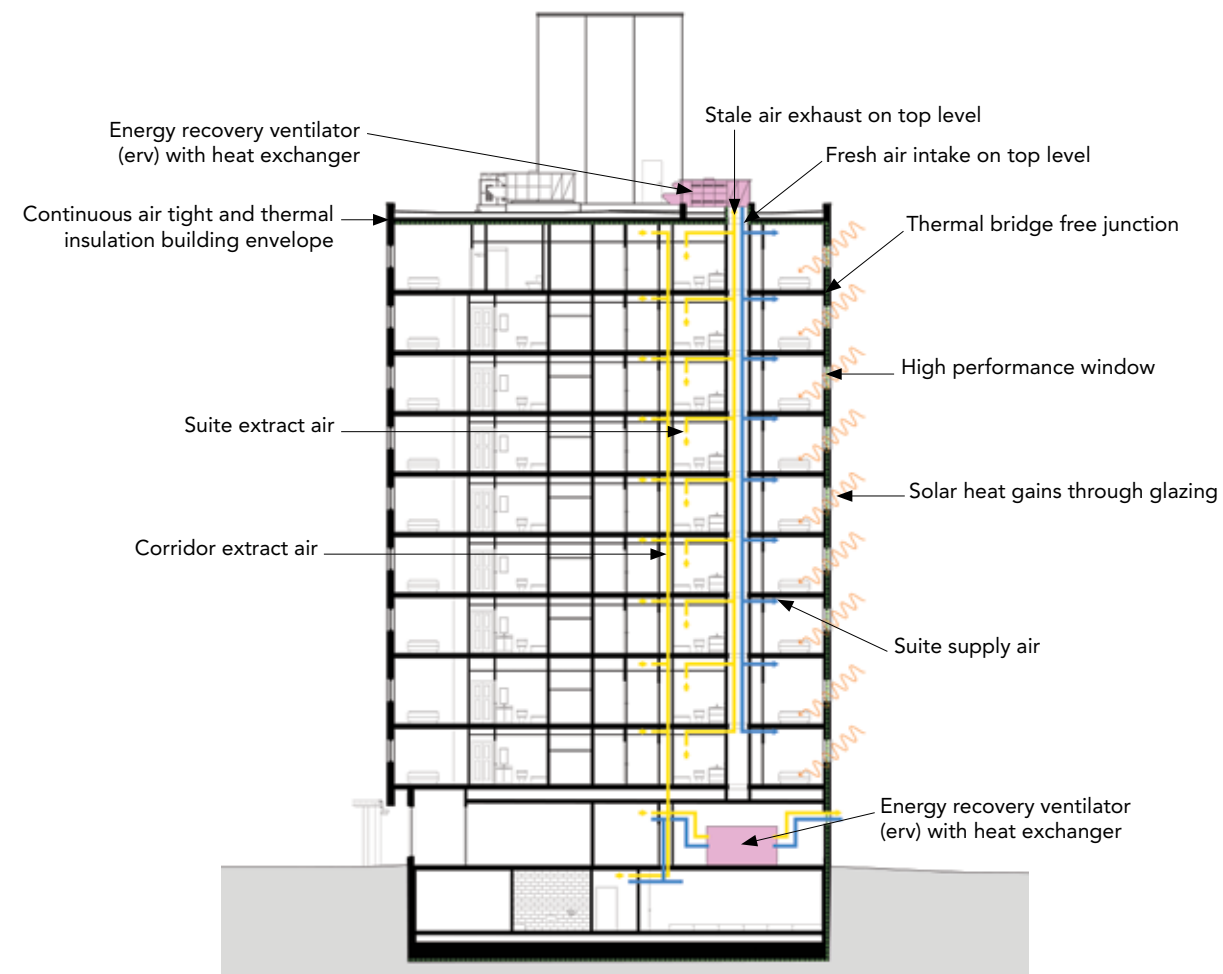 Energy recovery ventilator
(erv) with heat exchanger
Stale air exhaust on top level
Fresh air intake on top level
Continuous air tight and thermal
insulation building envelope
Thermal bridge free junction
High performance window
Suite extract air
Solar heat gains through glazing
Corridor extract air
Suite supply air
Energy recovery ventilator
(erv) with heat exchanger